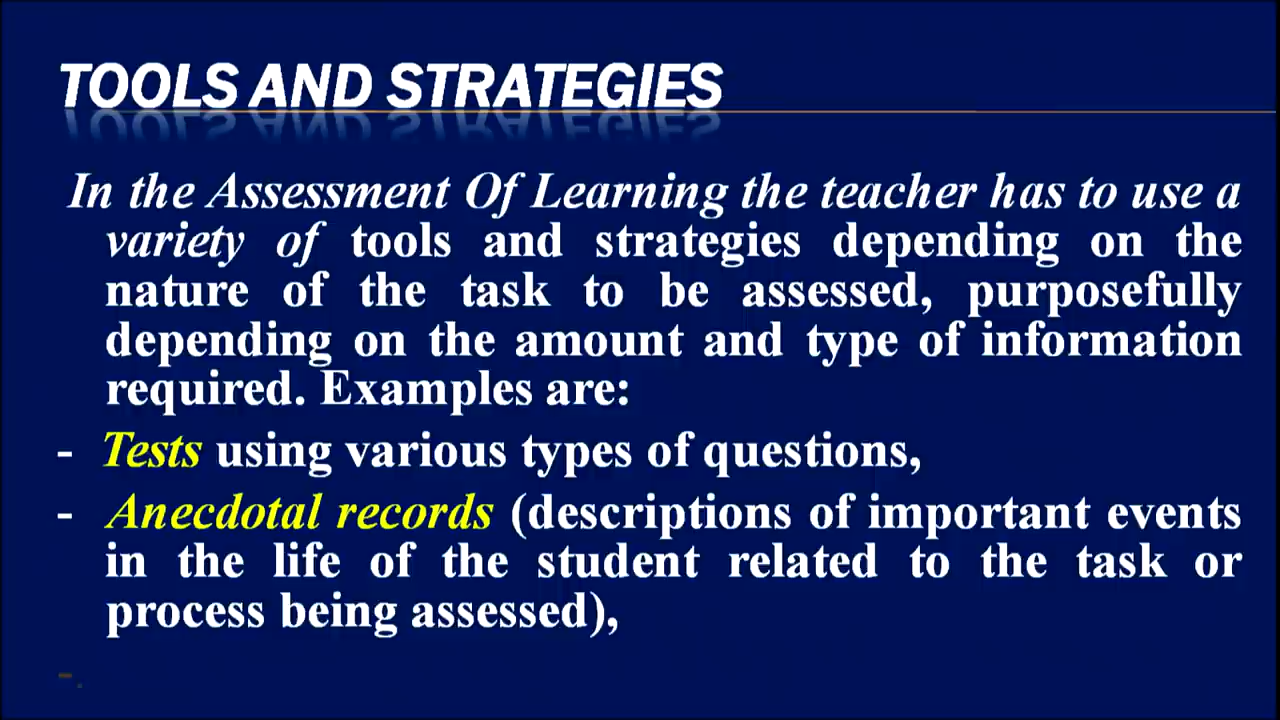 TOOLS AND STRATEGIES
In the Assessment Of Learning the teacher has to use a
variety of tools and strategies depending on the
nature of the task to be assessed, purposefully
depending on the amount and type of information
required. Examples are:
- Tests using various types of questions,
- Anecdotal records (descriptions of important events
in the life of the student related to the task or
process being assessed),
- .